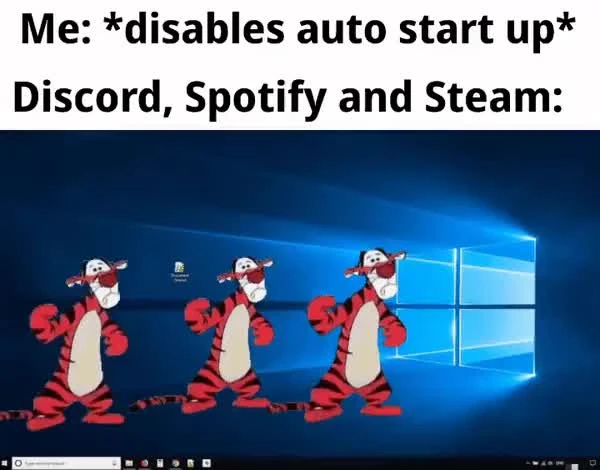 Me: *disables auto start up*
Discord, Spotify and Steam: